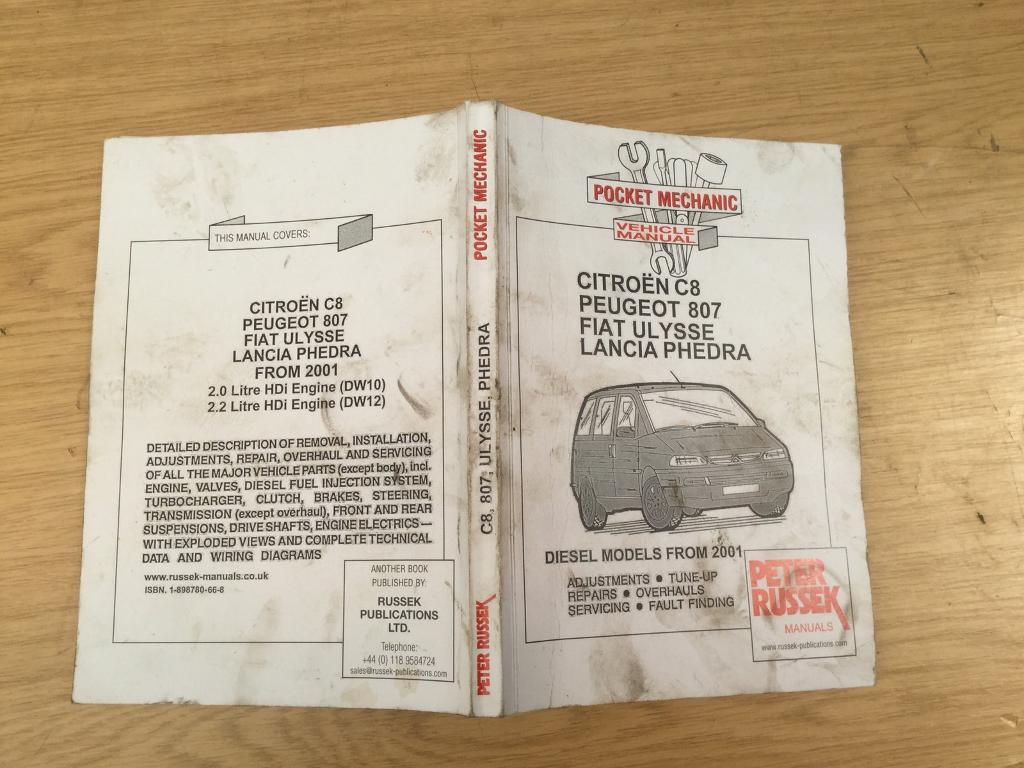 THIS MANUAL COVERS:
CITROËN C8
PEUGEOT 807
FIAT ULYSSE
LANCIA PHEDRA
FROM 2001
2.0 Litre HDi Engine (DW10)
2.2 Litre HDi Engine (DW12)
DETAILED DESCRIPTION OF REMOVAL, INSTALLATION,
ADJUSTMENTS, REPAIR, OVERHAUL AND SERVICING
OF ALL THE MAJOR VEHICLE PARTS (except body), incl.
ENGINE, VALVES, DIESEL FUEL INJECTION SYSTEM,
TURBOCHARGER, CLUTCH, BRAKES, STEERING,
TRANSMISSION (except overhaul), FRONT AND REAR
SUSPENSIONS, DRIVE SHAFTS, ENGINE ELECTRICS —
WITH EXPLODED VIEWS AND COMPLETE TECHNICAL
DATA AND WIRING DIAGRAMS
www.russek-manuals.co.uk
ISBN. 1-898780-66-8
ANOTHER BOOK
PUBLISHED BY:
RUSSEK
PUBLICATIONS
LTD.
Telephone:
+44 (0) 118 9584724
sales@russek-publications.com
POCKET MECHANIC
C8, 807, ULYSSE, PHEDRA
PETER RUSSEK
POCKET MECHANIC
VEHICLE
MANUAL
CITROËN C8
PEUGEOT 807
FIAT ULYSSE
LANCIA PHEDRA
DIESEL MODELS FROM 2001
ADJUSTMENTS ● TUNE-UP
REPAIRS ● OVERHAULS
SERVICING ● FAULT FINDING
PETER
RUSSEK
MANUALS
www.russek-publications.com